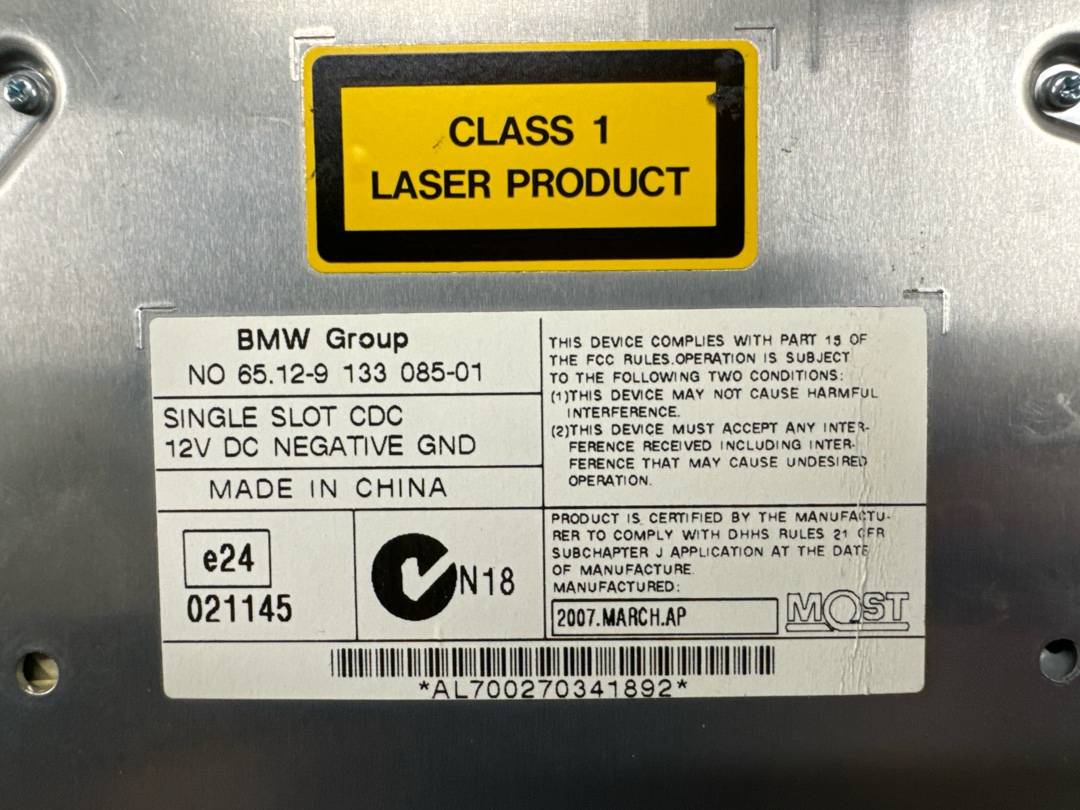 CLASS 1
LASER PRODUCT
BMW Group
NO 65.12-9 133 085-01
SINGLE SLOT CDC
12V DC NEGATIVE GND
MADE IN CHINA
e24
021145
N18
THIS DEVICE COMPLIES WITH PART 15 OF
THE FCC RULES.OPERATION IS SUBJECT
TO THE FOLLOWING TWO CONDITIONS:
(1)THIS DEVICE MAY NOT CAUSE HARMFUL
INTERFERENCE.
(2)THIS DEVICE MUST ACCEPT ANY INTER-
FERENCE RECEIVED INCLUDING INTER-
FERENCE THAT MAY CAUSE UNDESIRED
OPERATION.
PRODUCT IS CERTIFIED BY THE MANUFACTU-
RER TO COMPLY WITH DHHS RULES 21 CFR
SUBCHAPTER J APPLICATION AT THE DATE
OF MANUFACTURE.
MANUFACTURED:
2007.MARCH.AP
MOST
*AL700270341892*